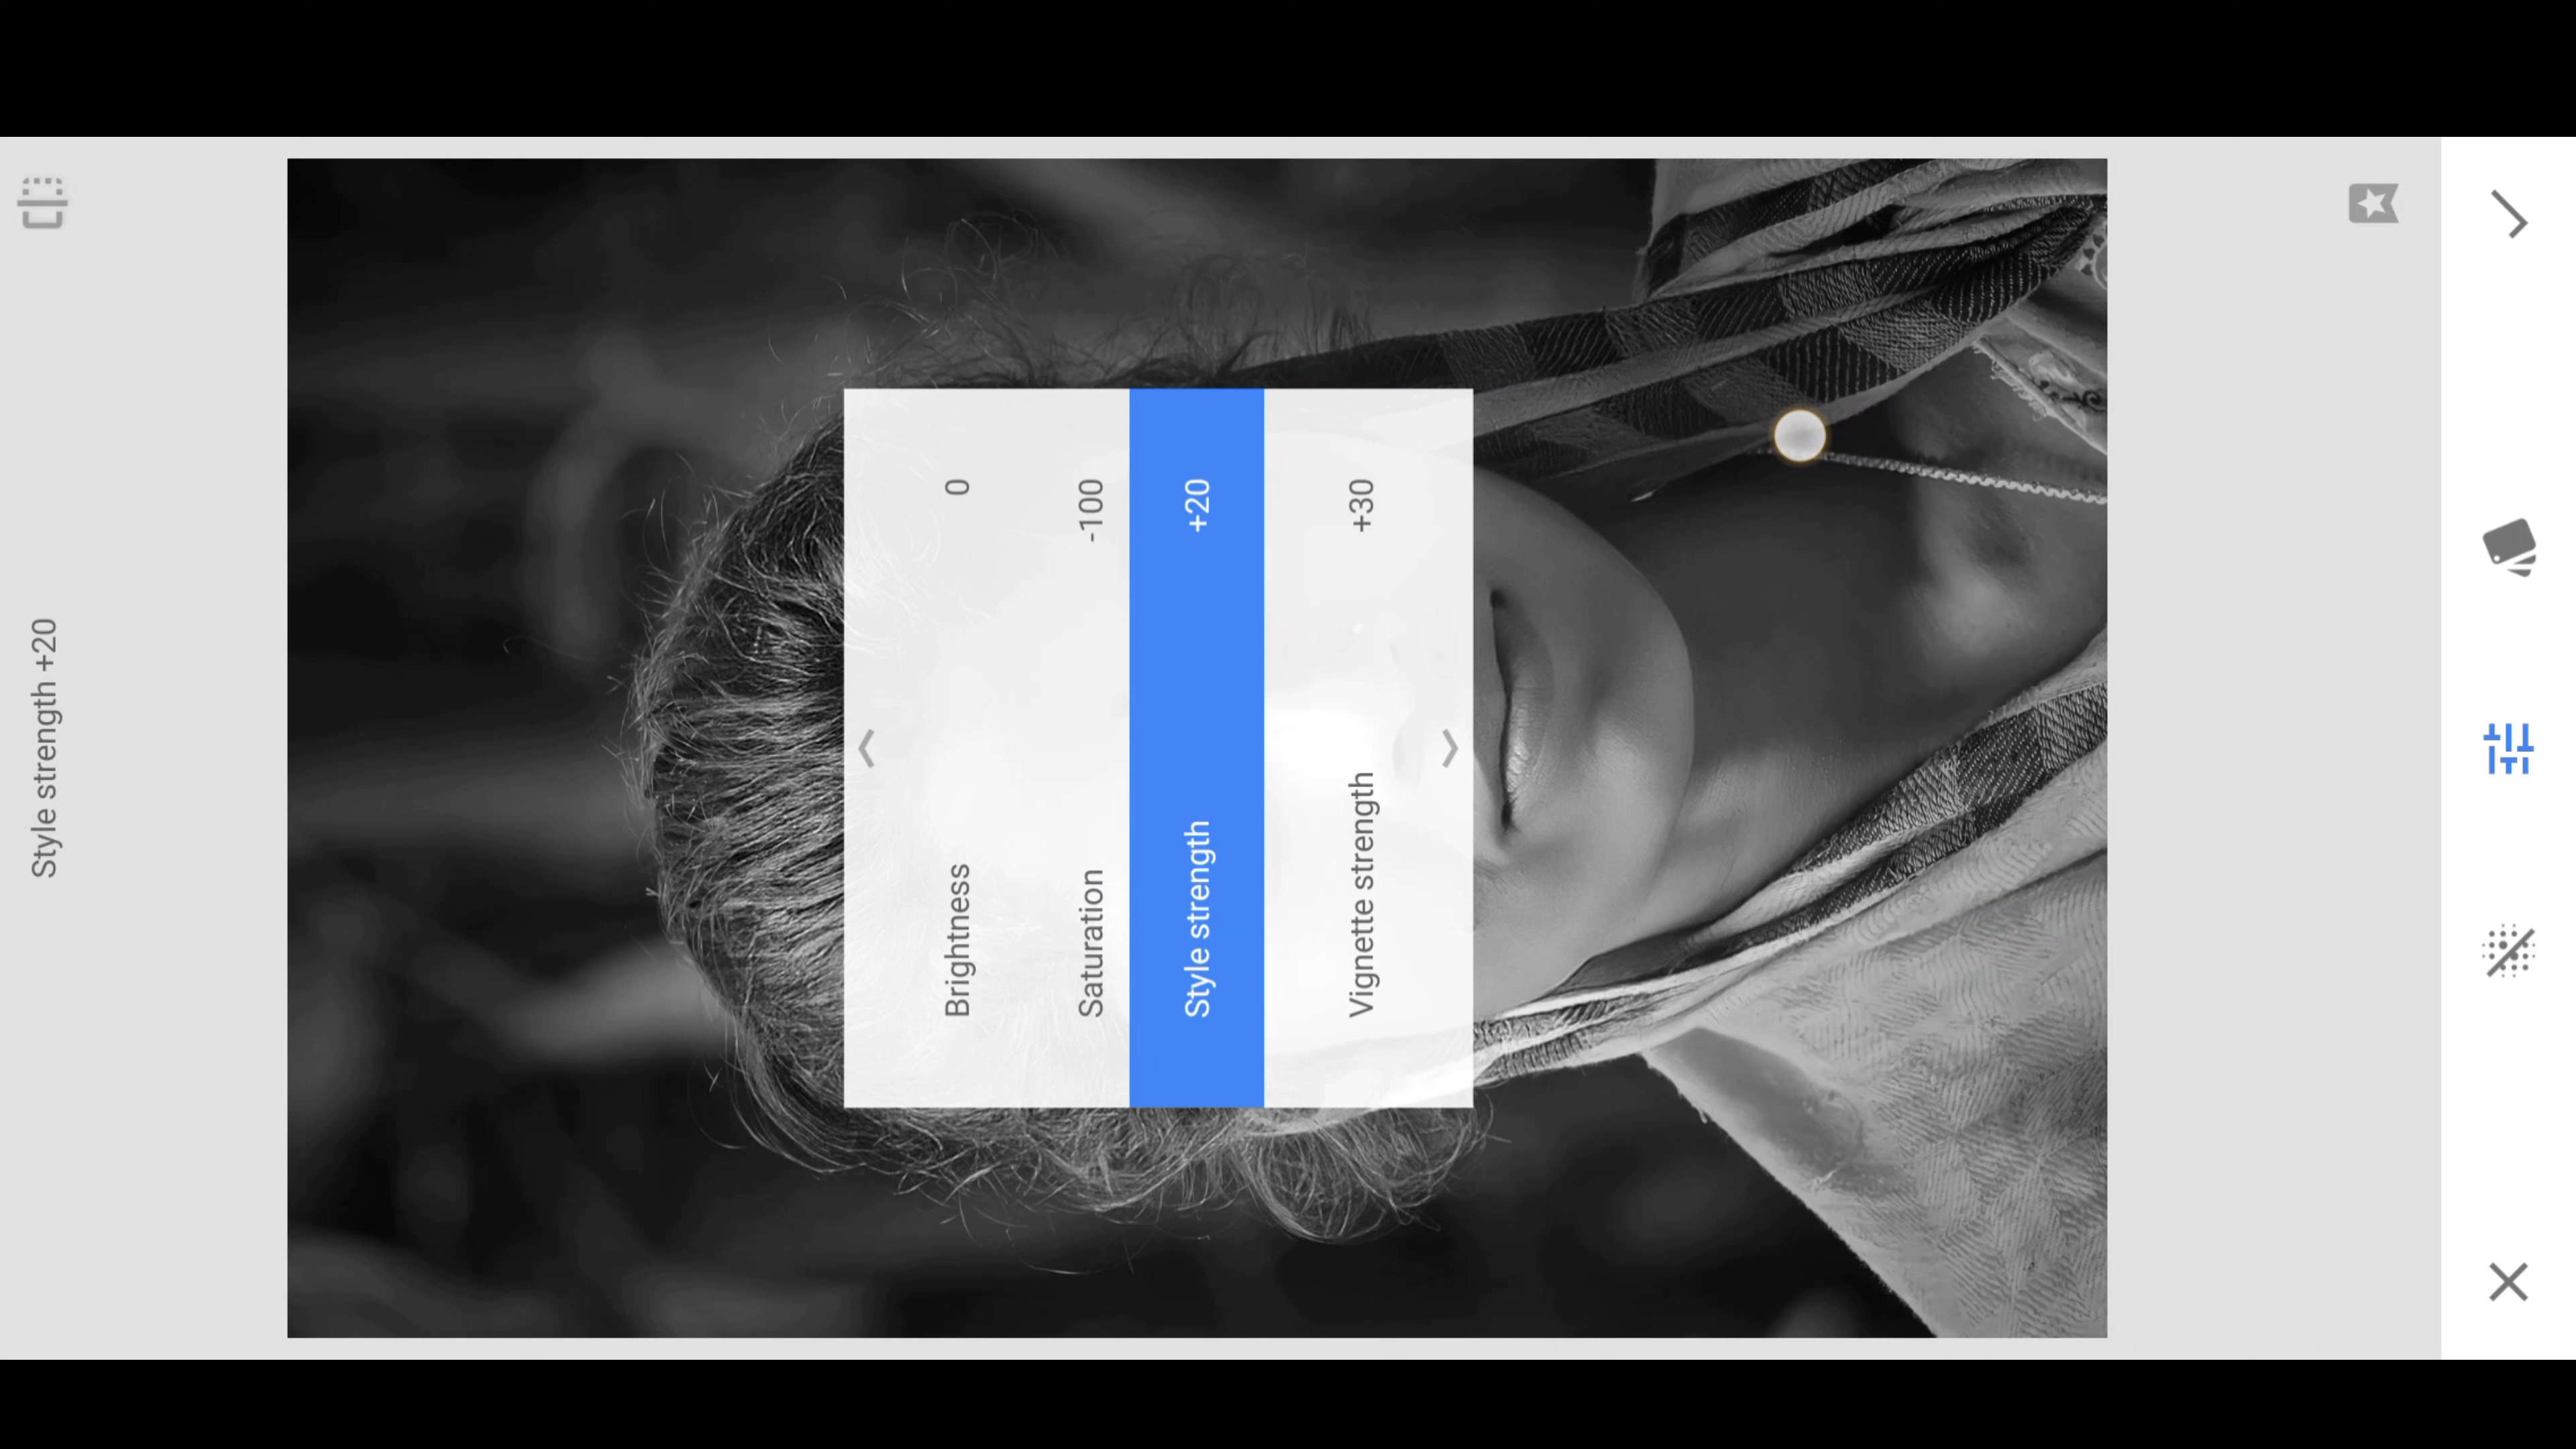 Style strength +20
Brightness 0
Saturation -100
Style strength +20
Vignette strength +30